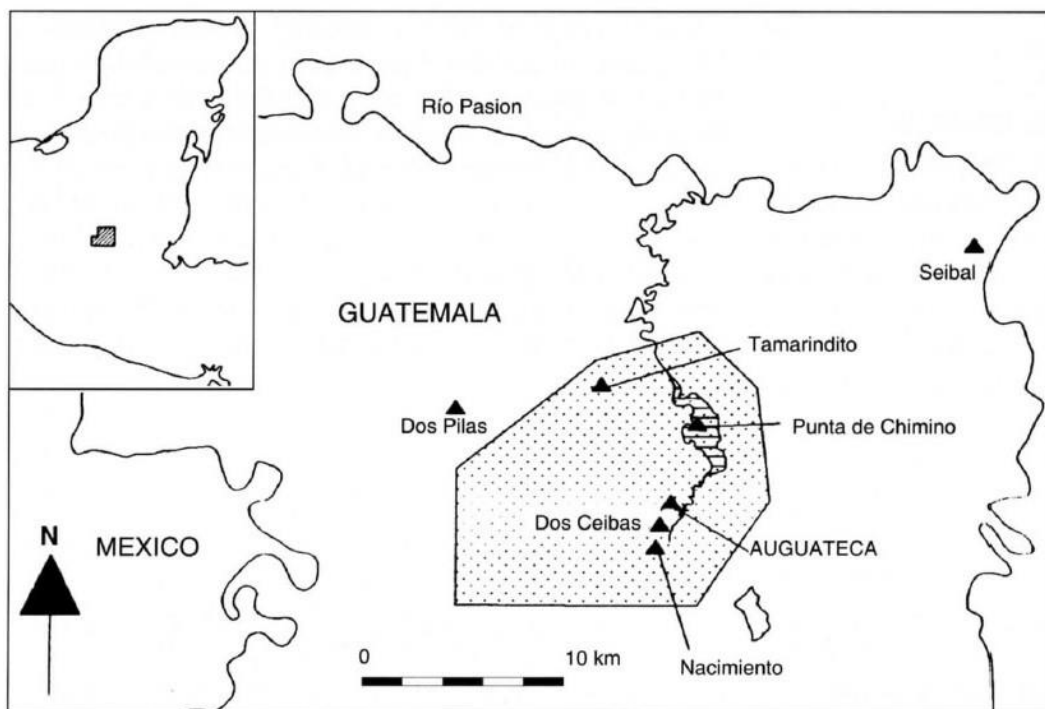 Río Pasion
Seibal
GUATEMALA
Tamarindito
Dos Pilas
Punta de Chimino
Dos Ceibas
N
MEXICO
AUGUATECA
0 10 km
Nacimiento